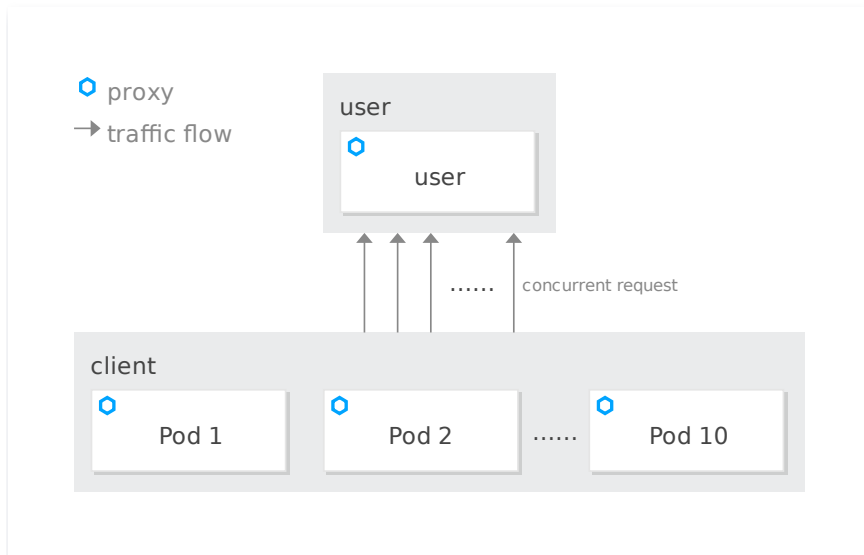 proxy
traffic flow
user
user
......
concurrent request
client
Pod 1
Pod 2
......
Pod 10